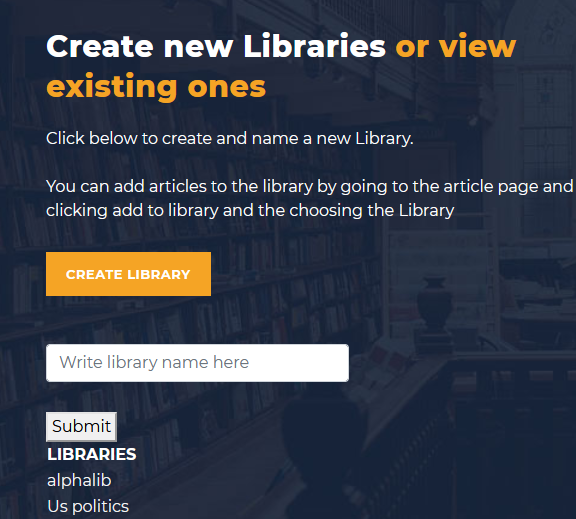 Create new Libraries or view
existing ones
Click below to create and name a new Library.
You can add articles to the library by going to the article page and
clicking add to library and the choosing the Library
CREATE LIBRARY
Write library name here
Submit
LIBRARIES
alphalib
Us politics